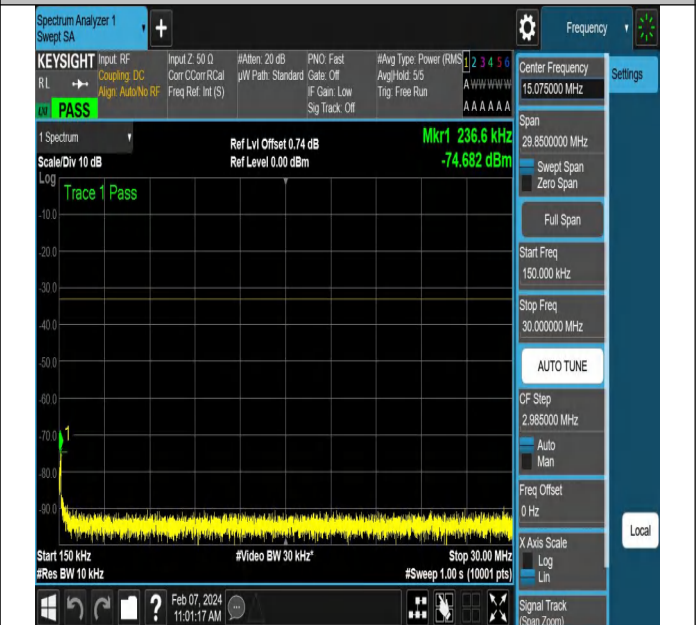 Spectrum Analyzer 1
Swept SA
Frequency
KEYSIGHT
RL
PASS
Input: RF
Coupling: DC
Align: Auto/No RF
Input Z: 50 Ω
Corr CCorr RCal
Freq Ref: Int (S)
#Atten: 20 dB
µW Path: Standard
PNO: Fast
Gate: Off
IF Gain: Low
Sig Track: Off
#Avg Type: Power (RMS
Avg|Hold: 5/5
Trig: Free Run
1 2 3 4 5 6
A W W W W W
A A A A A A
1 Spectrum
Scale/Div 10 dB
Ref Lvl Offset 0.74 dB
Ref Level 0.00 dBm
Mkr1 236.6 kHz
-74.682 dBm
Log
Trace 1 Pass
-10.0
-20.0
-30.0
-40.0
-50.0
-60.0
-70.0
1
-80.0
-90.0
Start 150 kHz
#Video BW 30 kHz*
Stop 30.00 MHz
#Res BW 10 kHz
#Sweep 1.00 s (10001 pts)
?
Feb 07, 2024
11:01:17 AM
Center Frequency
15.075000 MHz
Settings
Span
29.8500000 MHz
Swept Span
Zero Span
Full Span
Start Freq
150.000 kHz
Stop Freq
30.000000 MHz
AUTO TUNE
CF Step
2.985000 MHz
Auto
Man
Freq Offset
0 Hz
Local
X Axis Scale
Log
Lin
Signal Track
(Span Zoom)